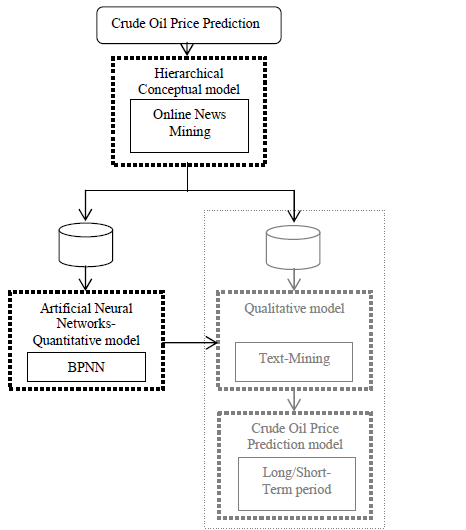 Crude Oil Price Prediction
Hierarchical
Conceptual model
Online News
Mining
Artificial Neural
Networks-
Quantitative model
BPNN
Qualitative model
Text-Mining
Crude Oil Price
Prediction model
Long/Short-
Term period